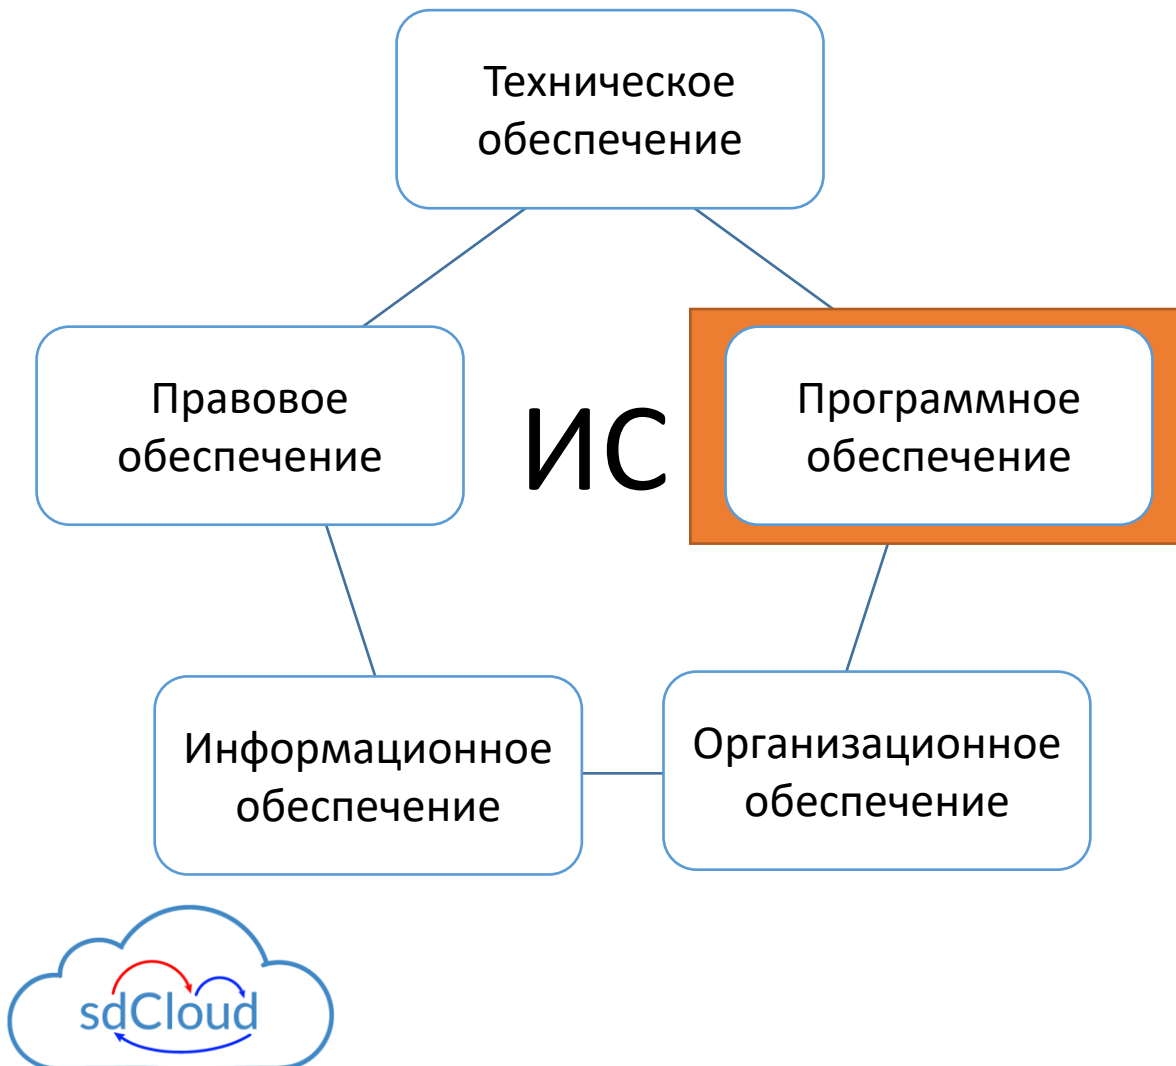 Техническое
обеспечение
Правовое
обеспечение
ИС
Программное
обеспечение
Информационное
обеспечение
Организационное
обеспечение
sdCloud